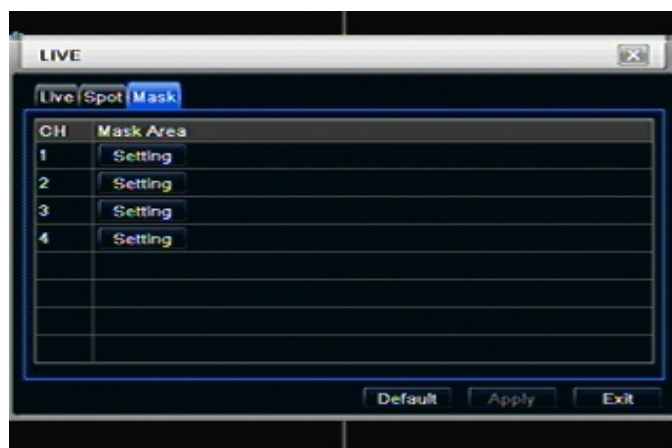 LIVE
Live Spot Mask
CH Mask Area
1 Setting
2 Setting
3 Setting
4 Setting
Default Apply Exit